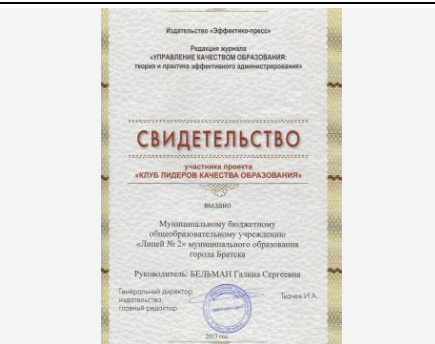 Издательство «Эффектико-пресс»
Редакция журнала
«УПРАВЛЕНИЕ КАЧЕСТВОМ ОБРАЗОВАНИЯ:
теория и практика эффективного администрирования»
СВИДЕТЕЛЬСТВО
участника проекта
«КЛУБ ЛИДЕРОВ КАЧЕСТВА ОБРАЗОВАНИЯ»
выдано
Муниципальному бюджетному
общеобразовательному учреждению
«Лицей № 2» муниципального образования
города Братска
Руководитель: БЕЛЬМАН Галина Сергеевна
Генеральный директор
издательства,
главный редактор
Ткачев И.А.
2013 год